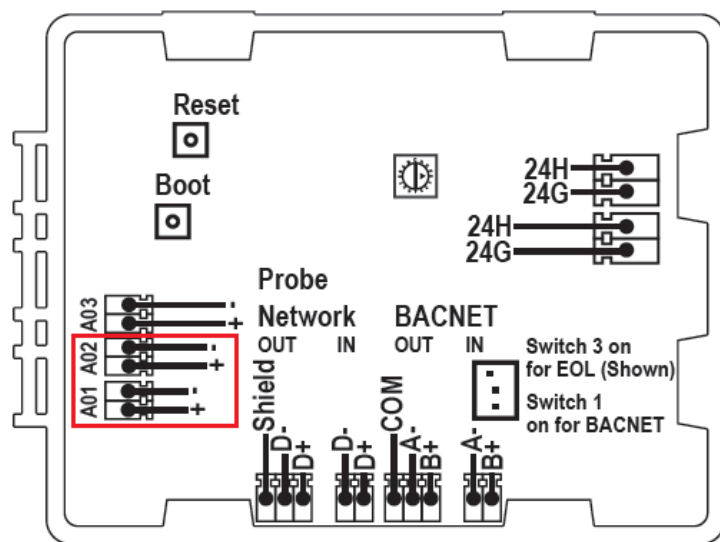 Reset
Boot
24H
24G
24H
24G
Probe
Network BACNET
OUT IN OUT IN
A03 - +
A02 - +
A01 - +
Switch 3 on
for EOL (Shown)
Switch 1
on for BACNET
Shield D- D+ D- D+ COM A- B+ A- B+